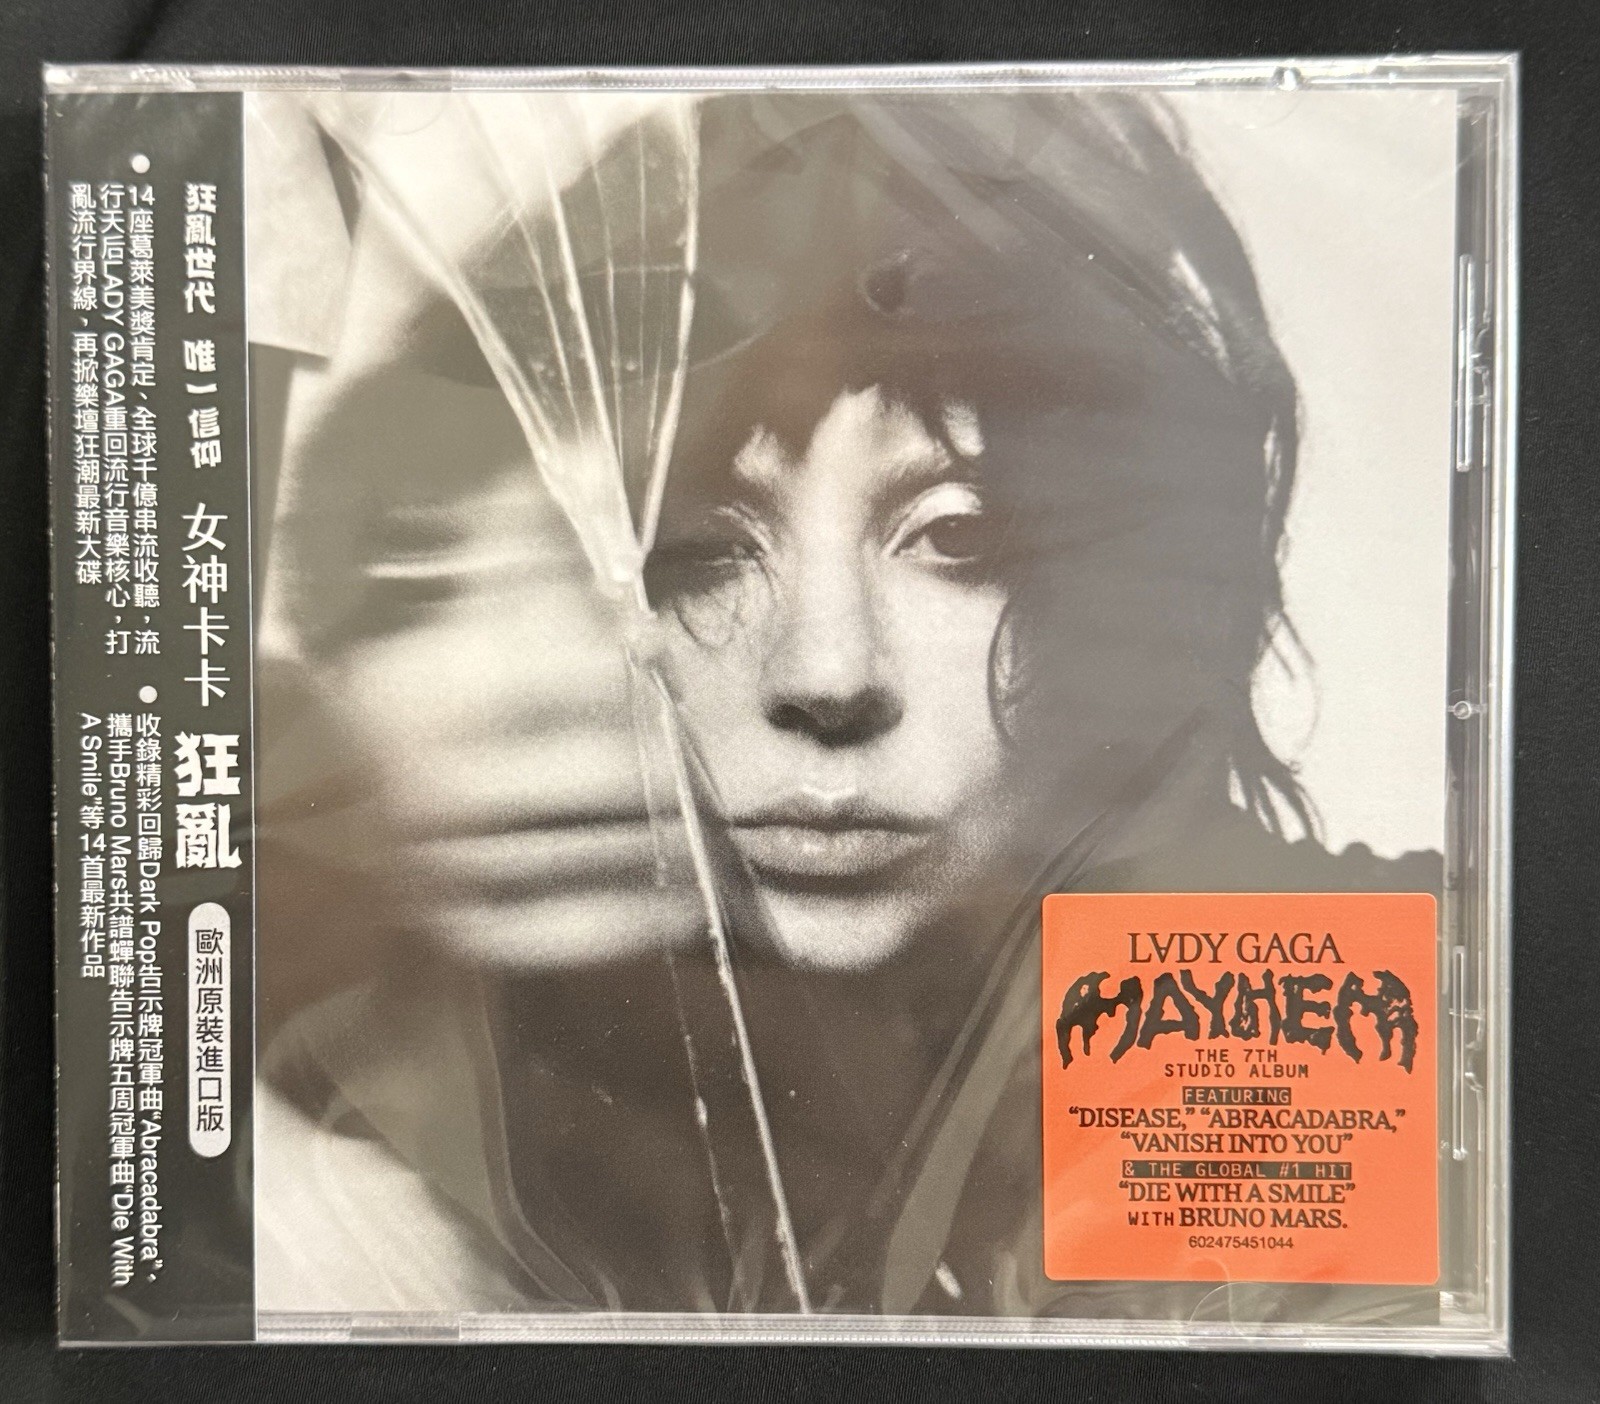 狂亂世代 唯一信仰 女神卡卡 狂亂 歐洲原裝進口版
● 14座葛萊美獎肯定、全球千億串流收聽，流
行天后LADY GAGA重回流行音樂核心，打
亂流行界線，再掀樂壇狂潮最新大碟
● 收錄精彩回歸Dark Pop告示牌冠軍曲“Abracadabra”，
攜手Bruno Mars共譜蟬聯告示牌五周冠軍曲“Die With
A Smile”等14首最新作品
LVDY GAGA
MAYHEM
THE 7TH
STUDIO ALBUM
FEATURING
“DISEASE,” “ABRACADABRA,”
“VANISH INTO YOU”
& THE GLOBAL #1 HIT
“DIE WITH A SMILE”
WITH BRUNO MARS.
602475451044